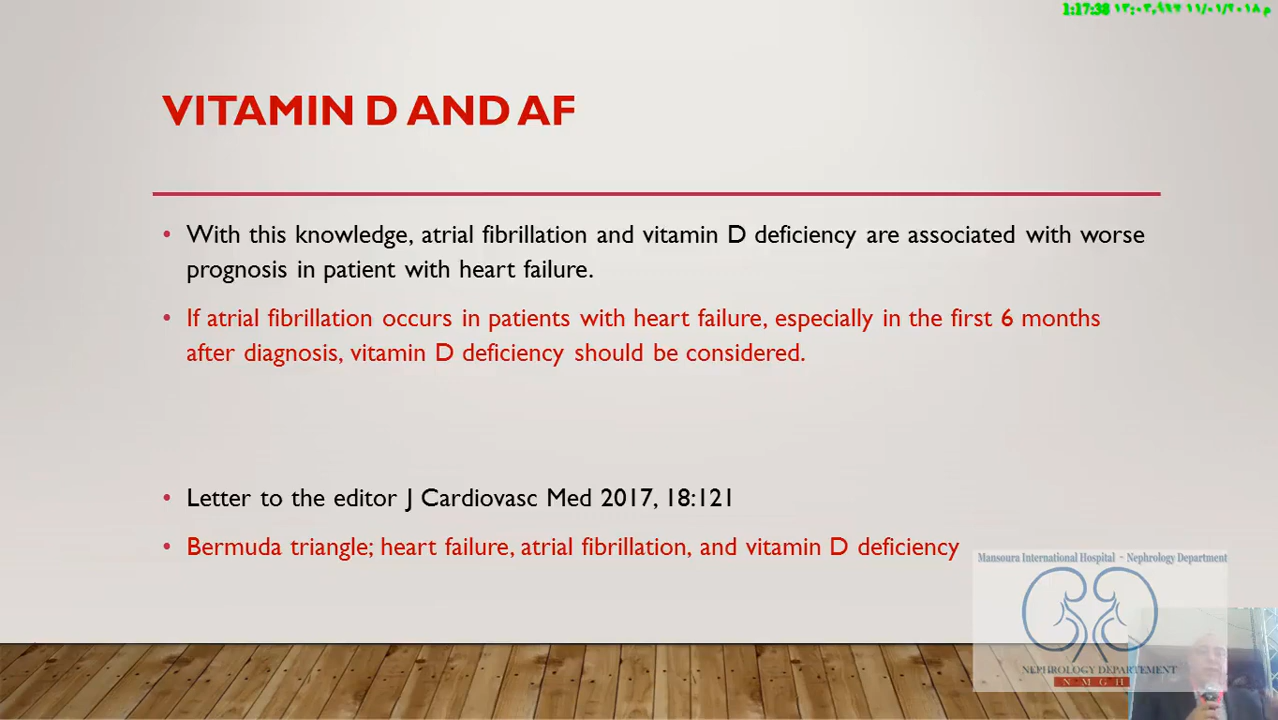 1:17:38
VITAMIN D AND AF
• With this knowledge, atrial fibrillation and vitamin D deficiency are associated with worse
prognosis in patient with heart failure.
• If atrial fibrillation occurs in patients with heart failure, especially in the first 6 months
after diagnosis, vitamin D deficiency should be considered.
• Letter to the editor J Cardiovasc Med 2017, 18:121
• Bermuda triangle; heart failure, atrial fibrillation, and vitamin D deficiency
Mansoura International Hospital ~ Nephrology Department
NEPHROLOGY DEPARTEMENT
N M G H